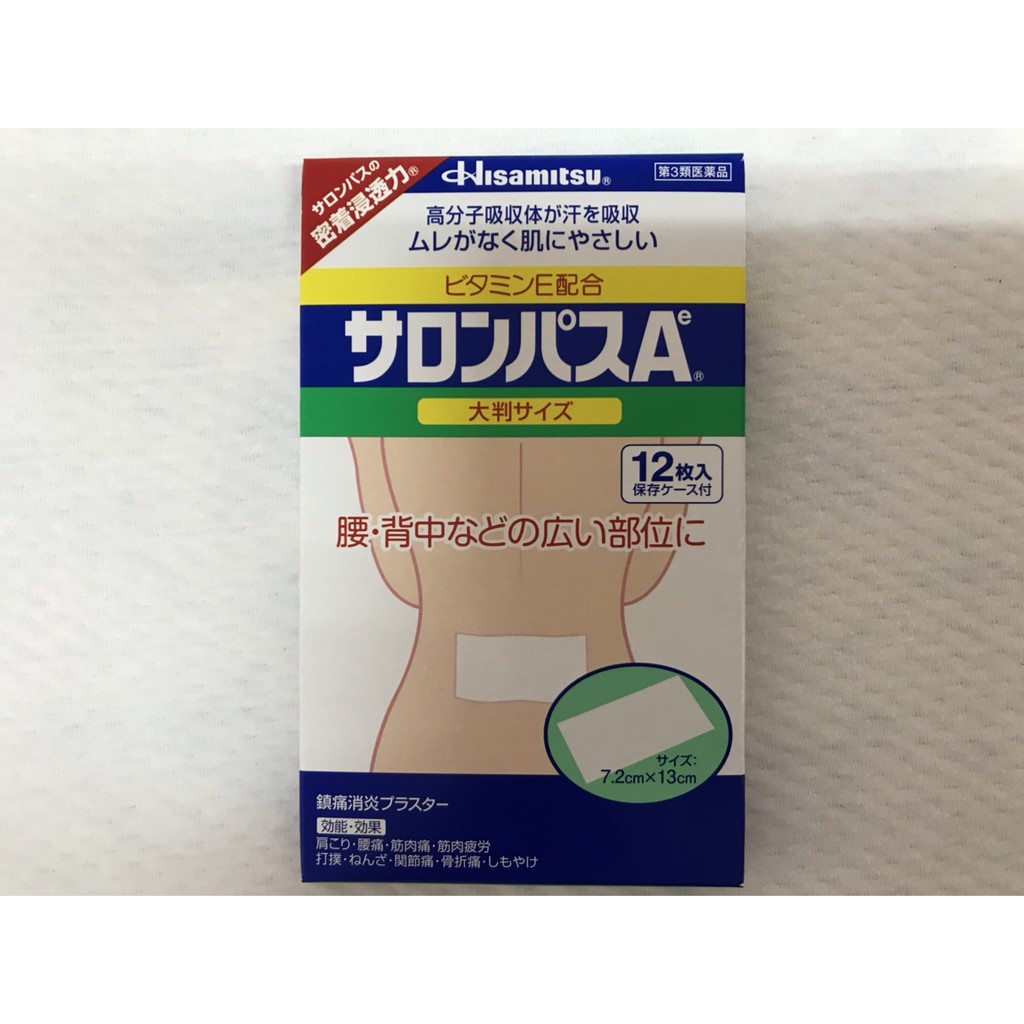 サロンパスの
密着浸透力®
HISAMITSU®
第3類医薬品
高分子吸収体が汗を吸収
ムレがなく肌にやさしい
ビタミンE配合
サロンパスAe®
大判サイズ
12枚入
保存ケース付
腰・背中などの広い部位に
サイズ:
7.2cm×13cm
鎮痛消炎プラスター
効能・効果
肩こり・腰痛・筋肉痛・筋肉疲労
打撲・ねんざ・関節痛・骨折痛・しもやけ